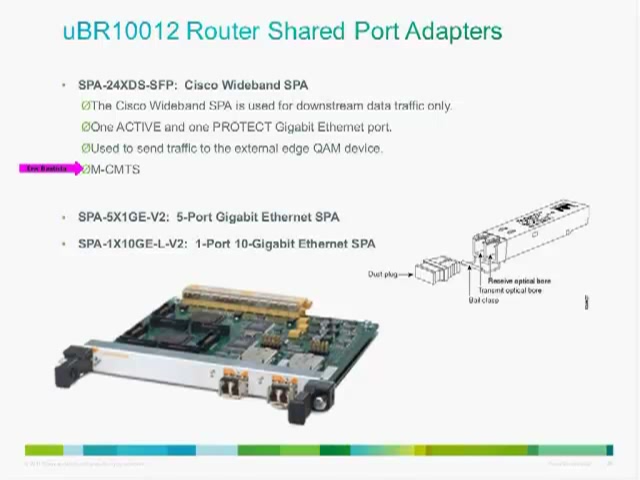 uBR10012 Router Shared Port Adapters
• SPA-24XDS-SFP: Cisco Wideband SPA
ØThe Cisco Wideband SPA is used for downstream data traffic only.
ØOne ACTIVE and one PROTECT Gigabit Ethernet port.
ØUsed to send traffic to the external edge QAM device.
ØM-CMTS
• SPA-5X1GE-V2: 5-Port Gigabit Ethernet SPA
• SPA-1X10GE-L-V2: 1-Port 10-Gigabit Ethernet SPA
Dust plug
Receive optical bore
Transmit optical bore
Bail clasp